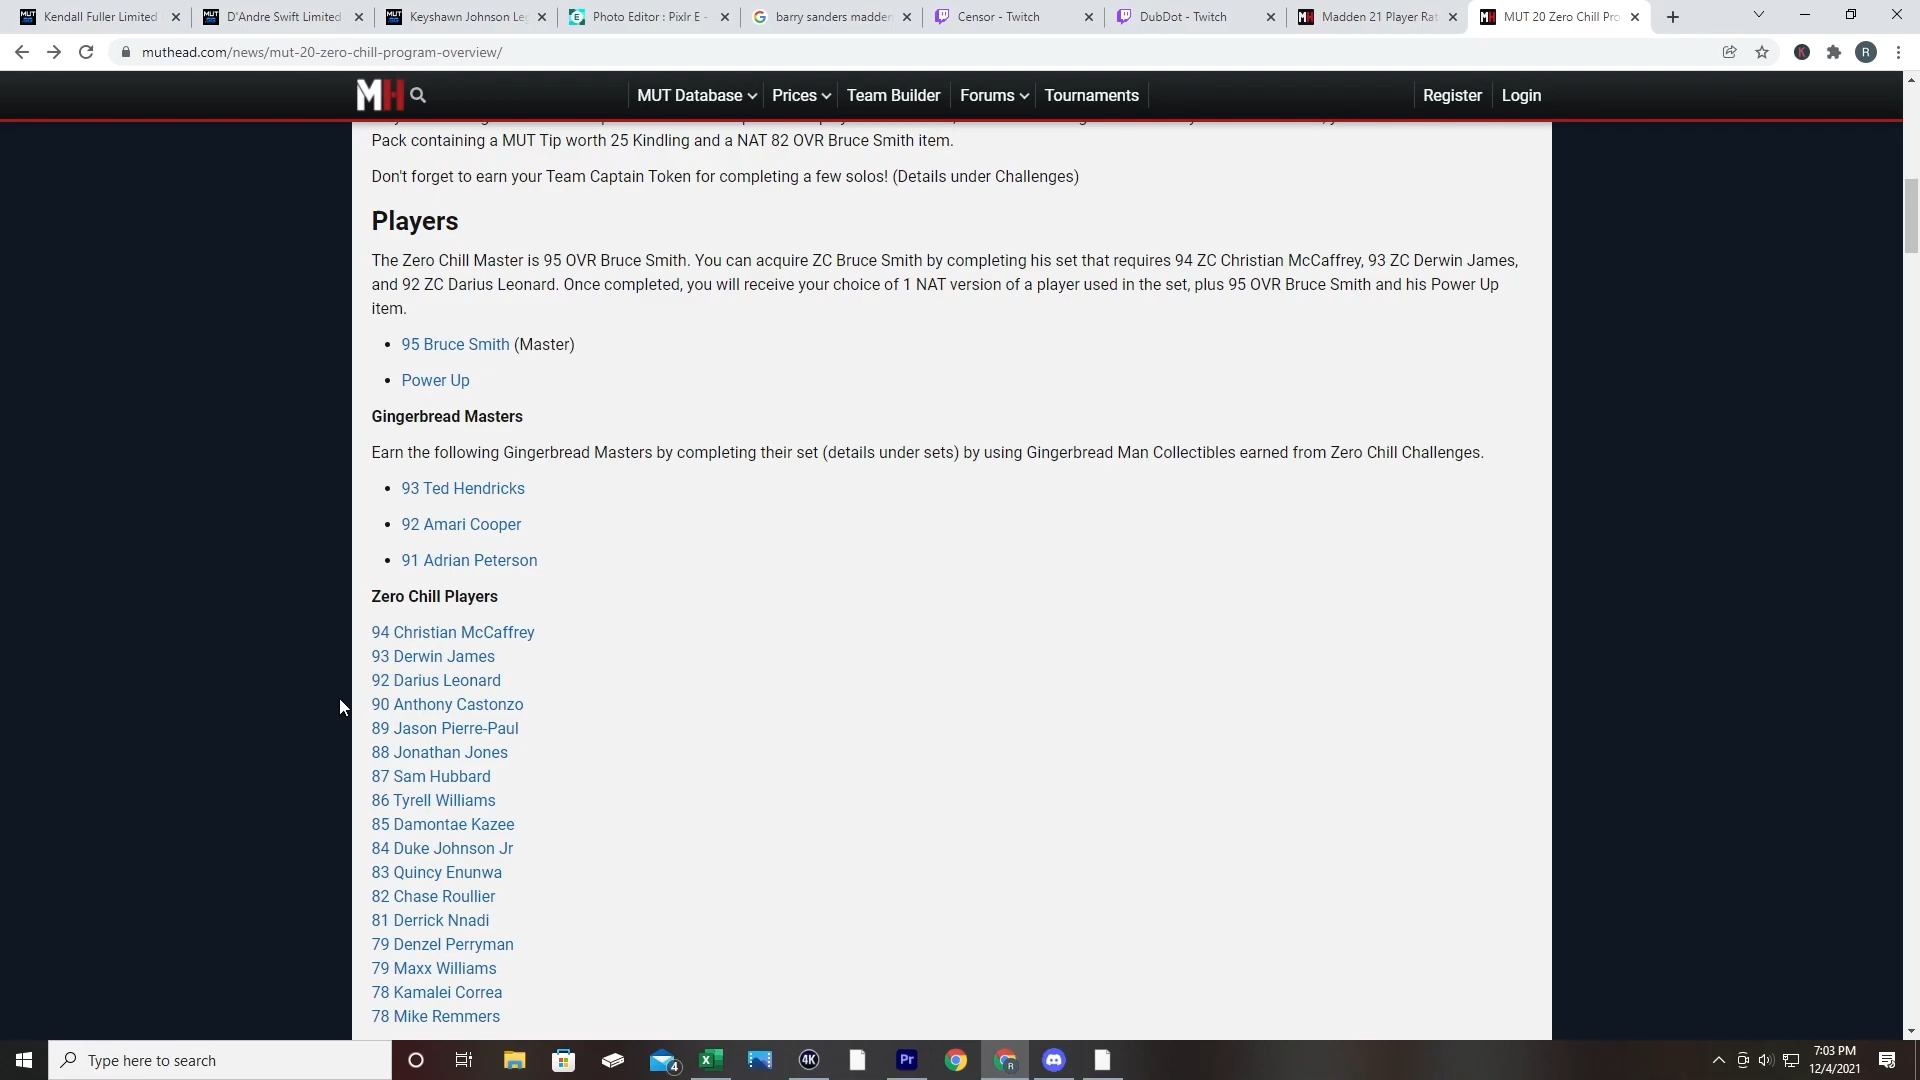 Kendall Fuller Limited
D'Andre Swift Limited
Keyshawn Johnson Le
Photo Editor : Pixlr E -
barry sanders madden
Censor - Twitch
DubDot - Twitch
Madden 21 Player Rat
MUT 20 Zero Chill Pro
muthead.com/news/mut-20-zero-chill-program-overview/
K
R
MH
MUT Database
Prices
Team Builder
Forums
Tournaments
Register
Login
Pack containing a MUT Tip worth 25 Kindling and a NAT 82 OVR Bruce Smith item.
Don't forget to earn your Team Captain Token for completing a few solos! (Details under Challenges)
Players
The Zero Chill Master is 95 OVR Bruce Smith. You can acquire ZC Bruce Smith by completing his set that requires 94 ZC Christian McCaffrey, 93 ZC Derwin James,
and 92 ZC Darius Leonard. Once completed, you will receive your choice of 1 NAT version of a player used in the set, plus 95 OVR Bruce Smith and his Power Up
item.
• 95 Bruce Smith (Master)
• Power Up
Gingerbread Masters
Earn the following Gingerbread Masters by completing their set (details under sets) by using Gingerbread Man Collectibles earned from Zero Chill Challenges.
• 93 Ted Hendricks
• 92 Amari Cooper
• 91 Adrian Peterson
Zero Chill Players
94 Christian McCaffrey
93 Derwin James
92 Darius Leonard
90 Anthony Castonzo
89 Jason Pierre-Paul
88 Jonathan Jones
87 Sam Hubbard
86 Tyrell Williams
85 Damontae Kazee
84 Duke Johnson Jr
83 Quincy Enunwa
82 Chase Roullier
81 Derrick Nnadi
79 Denzel Perryman
79 Maxx Williams
78 Kamalei Correa
78 Mike Remmers
Type here to search
4
4K
Pr
R
7:03 PM
12/4/2021